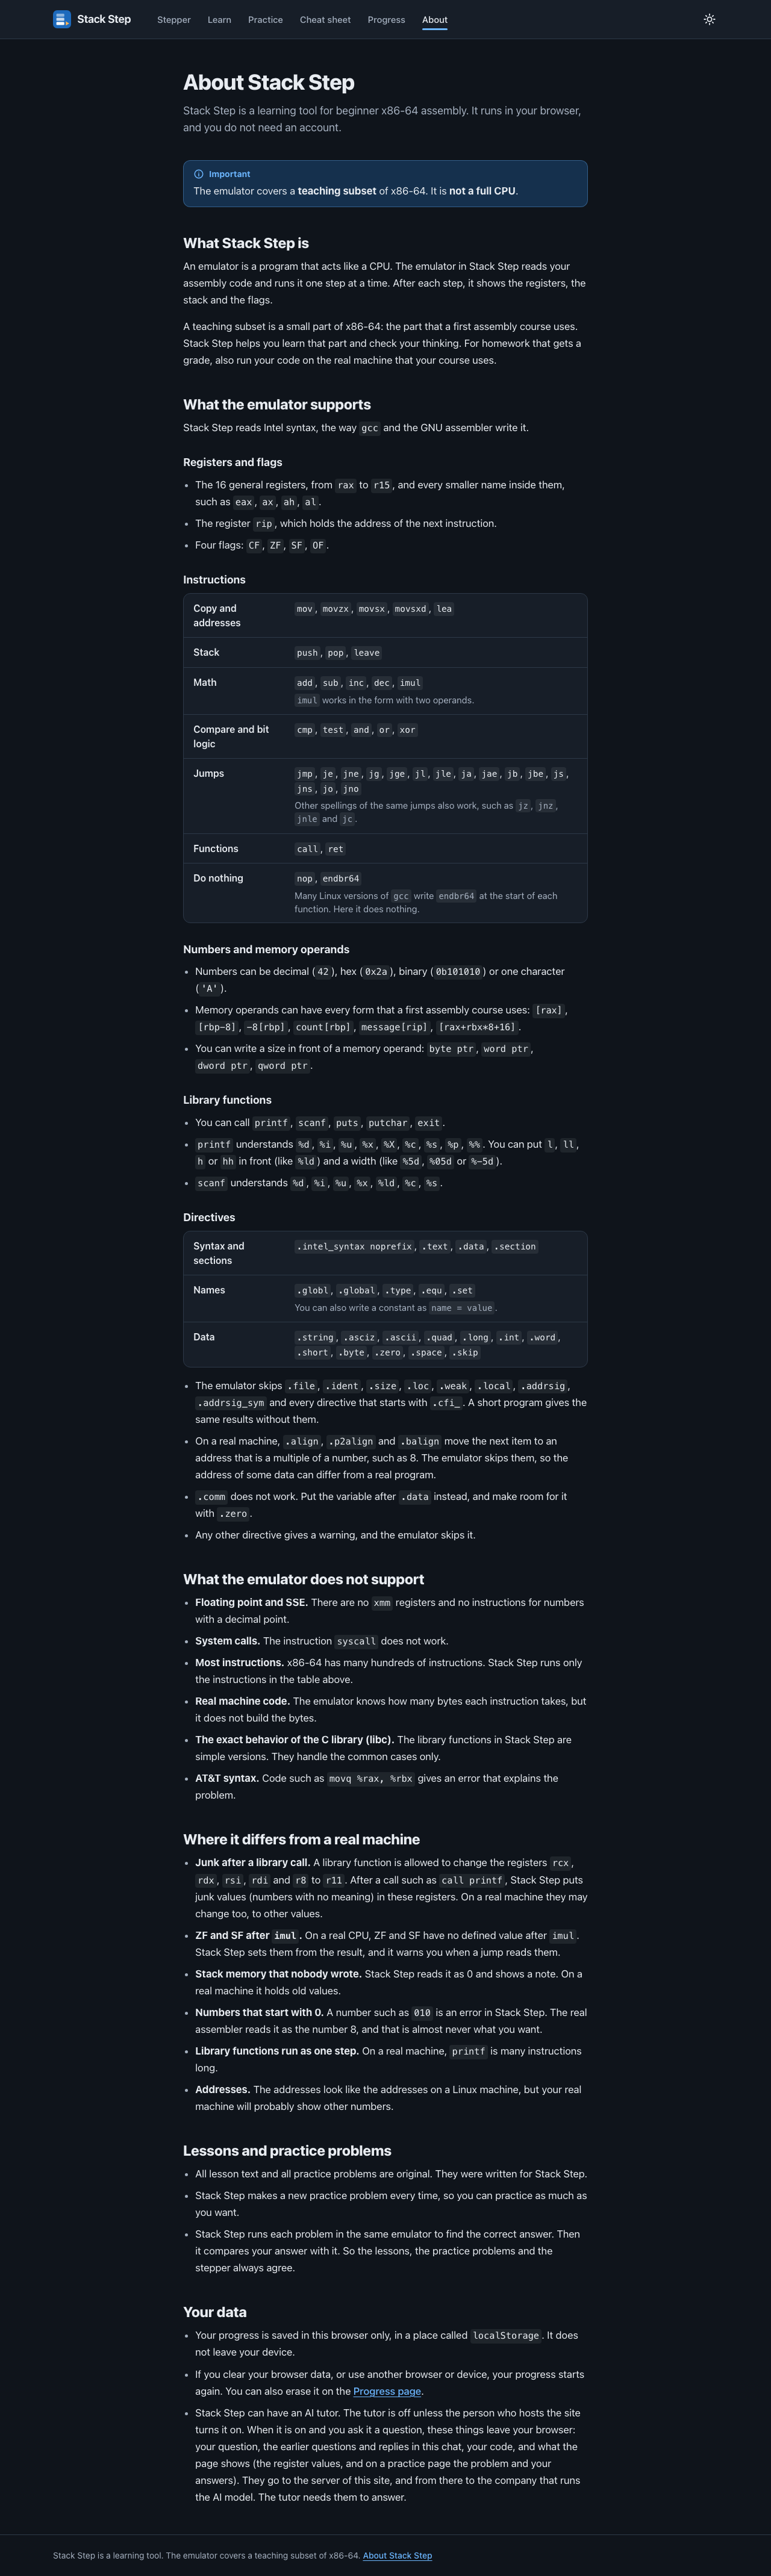 Stack Step Stepper Learn Practice Cheat sheet Progress About
About Stack Step
Stack Step is a learning tool for beginner x86-64 assembly. It runs in your browser,
and you do not need an account.
Important
The emulator covers a teaching subset of x86-64. It is not a full CPU.
What Stack Step is
An emulator is a program that acts like a CPU. The emulator in Stack Step reads your
assembly code and runs it one step at a time. After each step, it shows the registers, the
stack and the flags.
A teaching subset is a small part of x86-64: the part that a first assembly course uses.
Stack Step helps you learn that part and check your thinking. For homework that gets a
grade, also run your code on the real machine that your course uses.
What the emulator supports
Stack Step reads Intel syntax, the way gcc and the GNU assembler write it.
Registers and flags
• The 16 general registers, from rax to r15, and every smaller name inside them,
such as eax, ax, ah, al.
• The register rip, which holds the address of the next instruction.
• Four flags: CF, ZF, SF, OF.
Instructions
Copy and
addresses
mov, movzx, movsx, movsxd, lea
Stack
push, pop, leave
Math
add, sub, inc, dec, imul
imul works in the form with two operands.
Compare and bit
logic
cmp, test, and, or, xor
Jumps
jmp, je, jne, jg, jge, jl, jle, ja, jae, jb, jbe, js,
jns, jo, jno
Other spellings of the same jumps also work, such as jz, jnz,
jnle and jc.
Functions
call, ret
Do nothing
nop, endbr64
Many Linux versions of gcc write endbr64 at the start of each
function. Here it does nothing.
Numbers and memory operands
• Numbers can be decimal (42), hex (0x2a), binary (0b101010) or one character
('A').
• Memory operands can have every form that a first assembly course uses: [rax],
[rbp-8], -8[rbp], count[rbp], message[rip], [rax+rbx*8+16].
• You can write a size in front of a memory operand: byte ptr, word ptr,
dword ptr, qword ptr.
Library functions
• You can call printf, scanf, puts, putchar, exit.
• printf understands %d, %i, %u, %x, %X, %c, %s, %p, %%. You can put l, ll,
h or hh in front (like %ld) and a width (like %5d, %05d or %-5d).
• scanf understands %d, %i, %u, %x, %ld, %c, %s.
Directives
Syntax and
sections
.intel_syntax noprefix, .text, .data, .section
Names
.globl, .global, .type, .equ, .set
You can also write a constant as name = value.
Data
.string, .asciz, .ascii, .quad, .long, .int, .word,
.short, .byte, .zero, .space, .skip
• The emulator skips .file, .ident, .size, .loc, .weak, .local, .addrsig,
.addrsig_sym and every directive that starts with .cfi_. A short program gives the
same results without them.
• On a real machine, .align, .p2align and .balign move the next item to an
address that is a multiple of a number, such as 8. The emulator skips them, so the
address of some data can differ from a real program.
• .comm does not work. Put the variable after .data instead, and make room for it
with .zero.
• Any other directive gives a warning, and the emulator skips it.
What the emulator does not support
• Floating point and SSE. There are no xmm registers and no instructions for numbers
with a decimal point.
• System calls. The instruction syscall does not work.
• Most instructions. x86-64 has many hundreds of instructions. Stack Step runs only
the instructions in the table above.
• Real machine code. The emulator knows how many bytes each instruction takes, but
it does not build the bytes.
• The exact behavior of the C library (libc). The library functions in Stack Step are
simple versions. They handle the common cases only.
• AT&T syntax. Code such as movq %rax, %rbx gives an error that explains the
problem.
Where it differs from a real machine
• Junk after a library call. A library function is allowed to change the registers rcx,
rdx, rsi, rdi and r8 to r11. After a call such as call printf, Stack Step puts
junk values (numbers with no meaning) in these registers. On a real machine they may
change too, to other values.
• ZF and SF after imul. On a real CPU, ZF and SF have no defined value after imul.
Stack Step sets them from the result, and it warns you when a jump reads them.
• Stack memory that nobody wrote. Stack Step reads it as 0 and shows a note. On a
real machine it holds old values.
• Numbers that start with 0. A number such as 010 is an error in Stack Step. The real
assembler reads it as the number 8, and that is almost never what you want.
• Library functions run as one step. On a real machine, printf is many instructions
long.
• Addresses. The addresses look like the addresses on a Linux machine, but your real
machine will probably show other numbers.
Lessons and practice problems
• All lesson text and all practice problems are original. They were written for Stack Step.
• Stack Step makes a new practice problem every time, so you can practice as much as
you want.
• Stack Step runs each problem in the same emulator to find the correct answer. Then
it compares your answer with it. So the lessons, the practice problems and the
stepper always agree.
Your data
• Your progress is saved in this browser only, in a place called localStorage. It does
not leave your device.
• If you clear your browser data, or use another browser or device, your progress starts
again. You can also erase it on the Progress page.
• Stack Step can have an AI tutor. The tutor is off unless the person who hosts the site
turns it on. When it is on and you ask it a question, these things leave your browser:
your question, the earlier questions and replies in this chat, your code, and what the
page shows (the register values, and on a practice page the problem and your
answers). They go to the server of this site, and from there to the company that runs
the AI model. The tutor needs them to answer.
Stack Step is a learning tool. The emulator covers a teaching subset of x86-64. About Stack Step